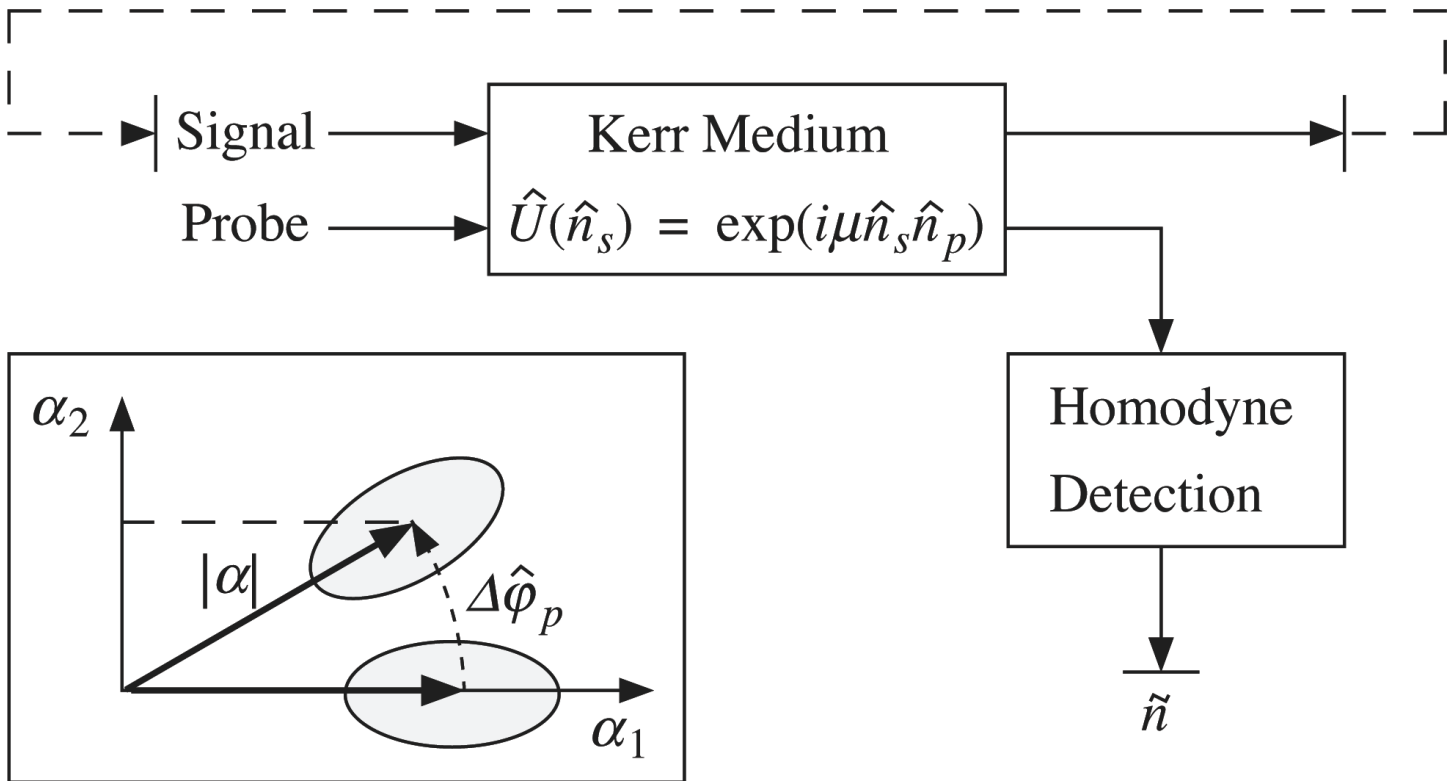 Signal
Kerr Medium
Probe
Û(n̂ₛ) = exp(iμn̂ₛn̂ₚ)
α₂
|α|
Δφ̂ₚ
α₁
Homodyne
Detection
ñ